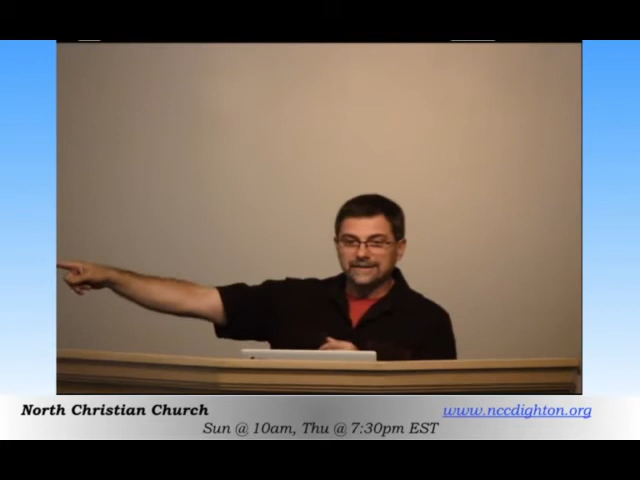 North Christian Church
www.nccdighton.org
Sun @ 10am, Thu @ 7:30pm EST